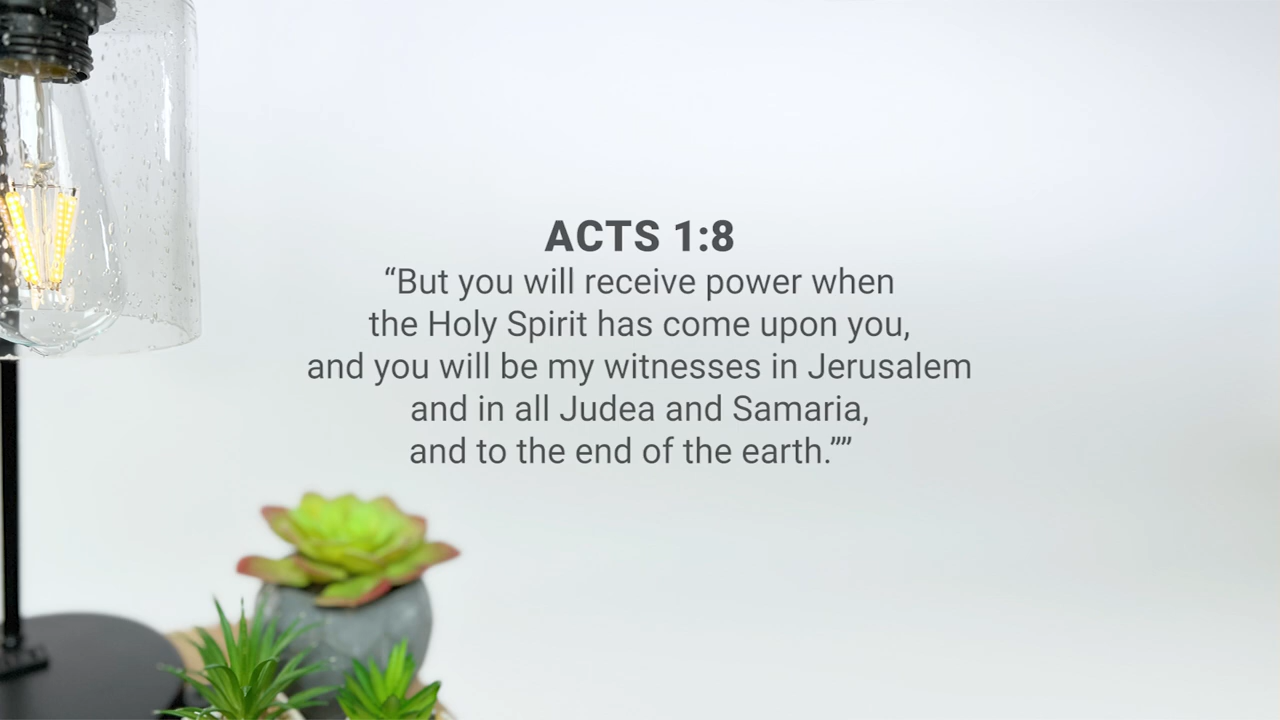 ACTS 1:8
“But you will receive power when
the Holy Spirit has come upon you,
and you will be my witnesses in Jerusalem
and in all Judea and Samaria,
and to the end of the earth.””